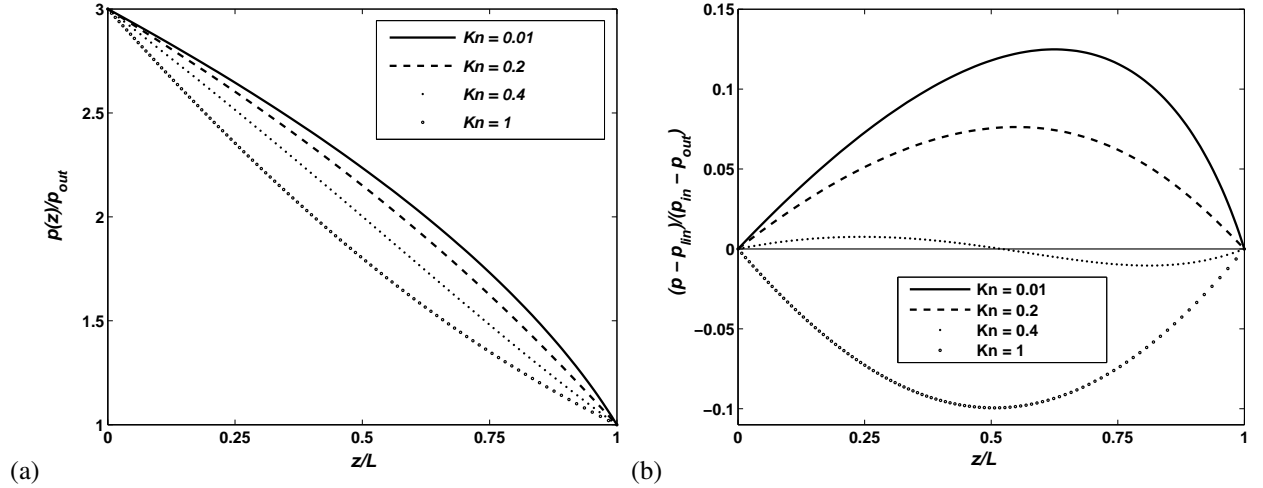 3
2.5
2
1.5
1
p(z)/p_out
0
0.25
0.5
0.75
1
z/L
Kn = 0.01
Kn = 0.2
Kn = 0.4
Kn = 1
(a)
0.15
0.1
0.05
0
−0.05
−0.1
(p − p_lin)/(p_in − p_out)
0
0.25
0.5
0.75
1
z/L
Kn = 0.01
Kn = 0.2
Kn = 0.4
Kn = 1
(b)